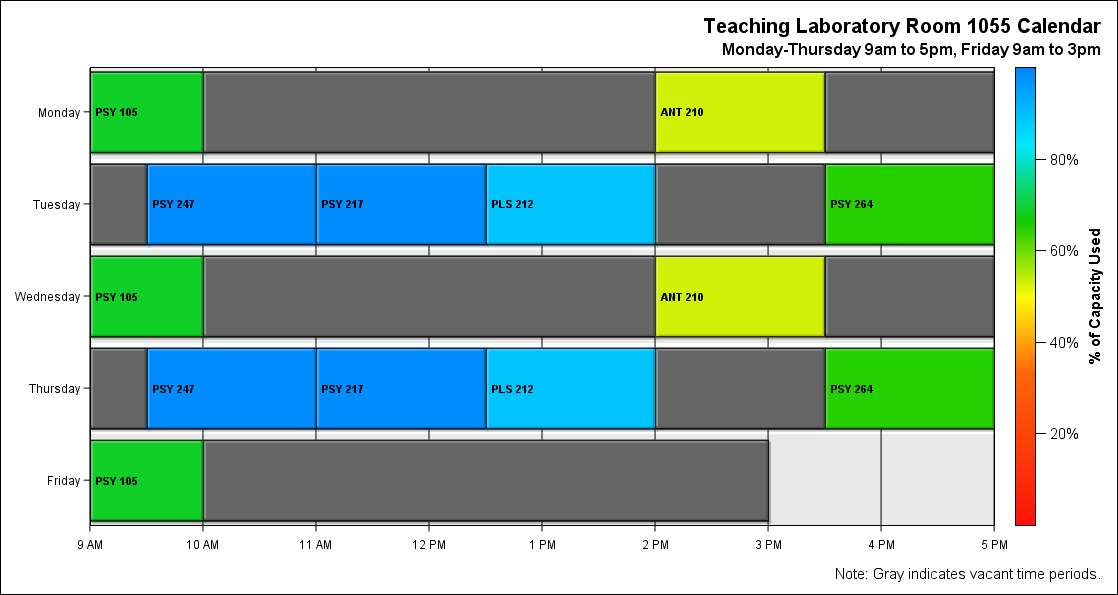 Teaching Laboratory Room 1055 Calendar
Monday-Thursday 9am to 5pm, Friday 9am to 3pm
Monday
PSY 105
ANT 210
Tuesday
PSY 247
PSY 217
PLS 212
PSY 264
Wednesday
PSY 105
ANT 210
Thursday
PSY 247
PSY 217
PLS 212
PSY 264
Friday
PSY 105
9 AM
10 AM
11 AM
12 PM
1 PM
2 PM
3 PM
4 PM
5 PM
80%
60%
40%
20%
% of Capacity Used
Note: Gray indicates vacant time periods.